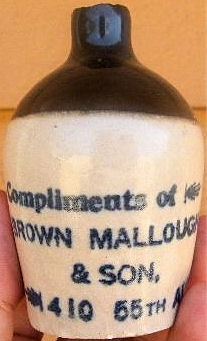 Compliments of
BROWN MALLOUGH
& SON.
410 55TH